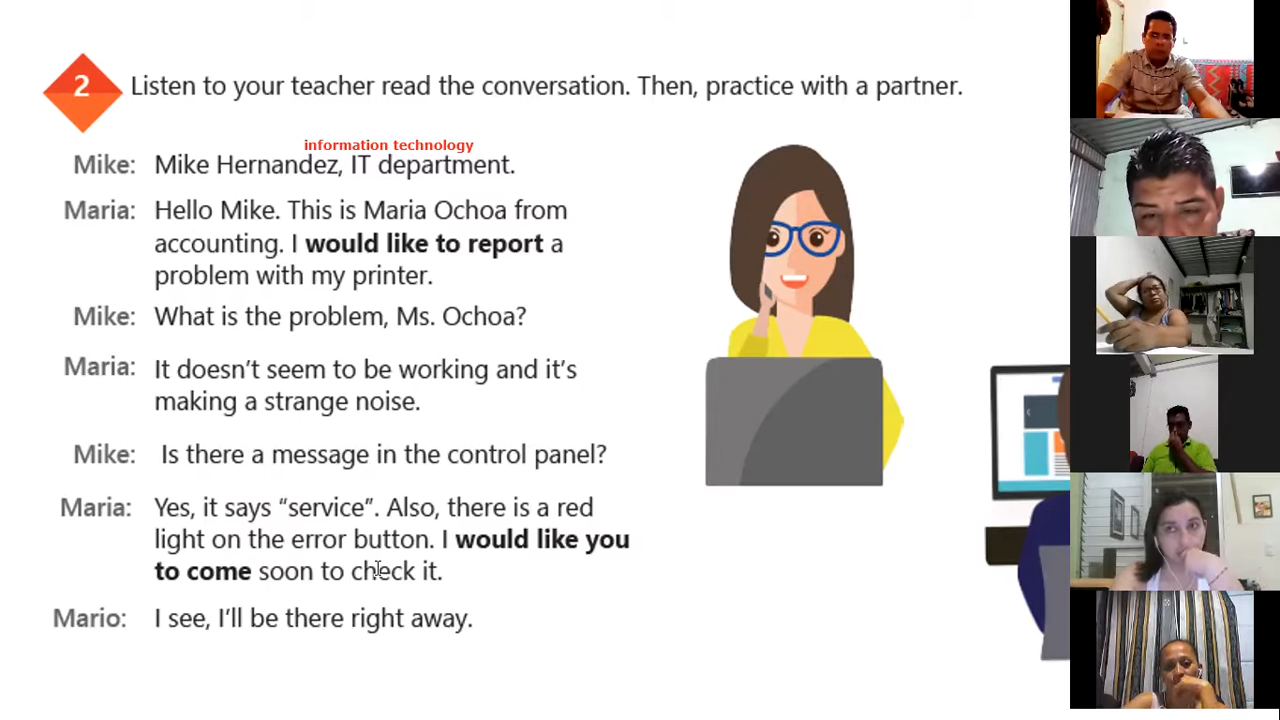 2
Listen to your teacher read the conversation. Then, practice with a partner.
information technology
Mike: Mike Hernandez, IT department.
Maria: Hello Mike. This is Maria Ochoa from
accounting. I would like to report a
problem with my printer.
Mike: What is the problem, Ms. Ochoa?
Maria: It doesn't seem to be working and it's
making a strange noise.
Mike: Is there a message in the control panel?
Maria: Yes, it says “service”. Also, there is a red
light on the error button. I would like you
to come soon to check it.
Mario: I see, I'll be there right away.